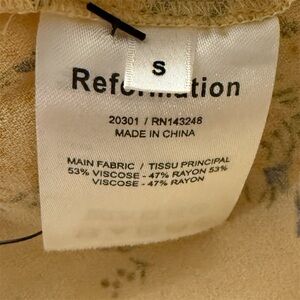 S
Reformation
20301 / RN143248
MADE IN CHINA
MAIN FABRIC / TISSU PRINCIPAL
53% VISCOSE - 47% RAYON 53%
VISCOSE - 47% RAYON